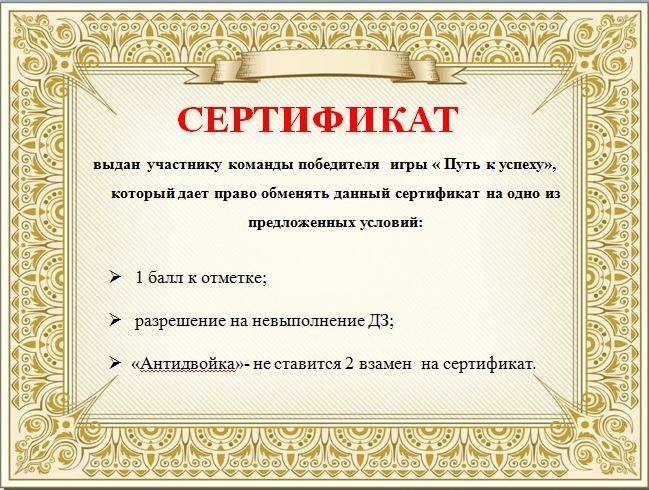 СЕРТИФИКАТ
выдан участнику команды победителя игры « Путь к успеху»,
который дает право обменять данный сертификат на одно из
предложенных условий:
➢ 1 балл к отметке;
➢ разрешение на невыполнение ДЗ;
➢ «Антидвойка»- не ставится 2 взамен на сертификат.